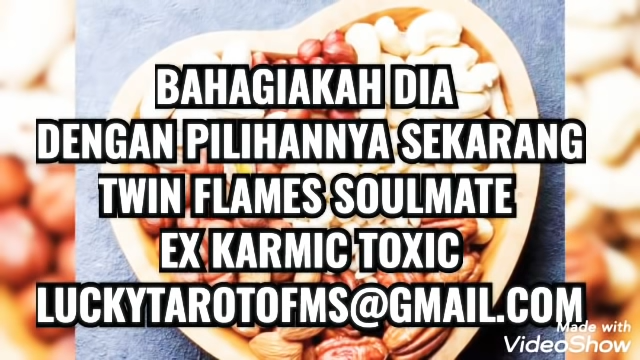 BAHAGIAKAH DIA
DENGAN PILIHANNYA SEKARANG
TWIN FLAMES SOULMATE
EX KARMIC TOXIC
LUCKYTAROTOFMS@GMAIL.COM
Made with
VideoShow